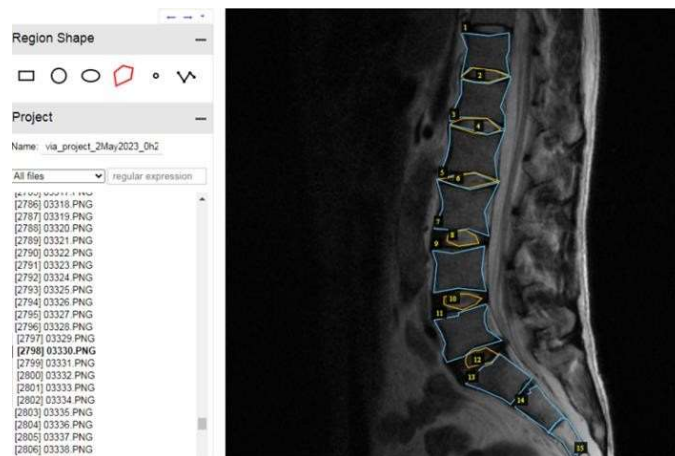 Region Shape
Project
Name: via_project_2May2023_0h2
All files
regular expression
[2786] 03318.PNG
[2787] 03319.PNG
[2788] 03320.PNG
[2789] 03321.PNG
[2790] 03322.PNG
[2791] 03323.PNG
[2792] 03324.PNG
[2793] 03325.PNG
[2794] 03326.PNG
[2795] 03327.PNG
[2796] 03328.PNG
[2797] 03329.PNG
[2798] 03330.PNG
[2799] 03331.PNG
[2800] 03332.PNG
[2801] 03333.PNG
[2802] 03334.PNG
[2803] 03335.PNG
[2804] 03336.PNG
[2805] 03337.PNG
[2806] 03338.PNG
1
2
3
4
5
6
7
8
9
10
11
12
13
14
15